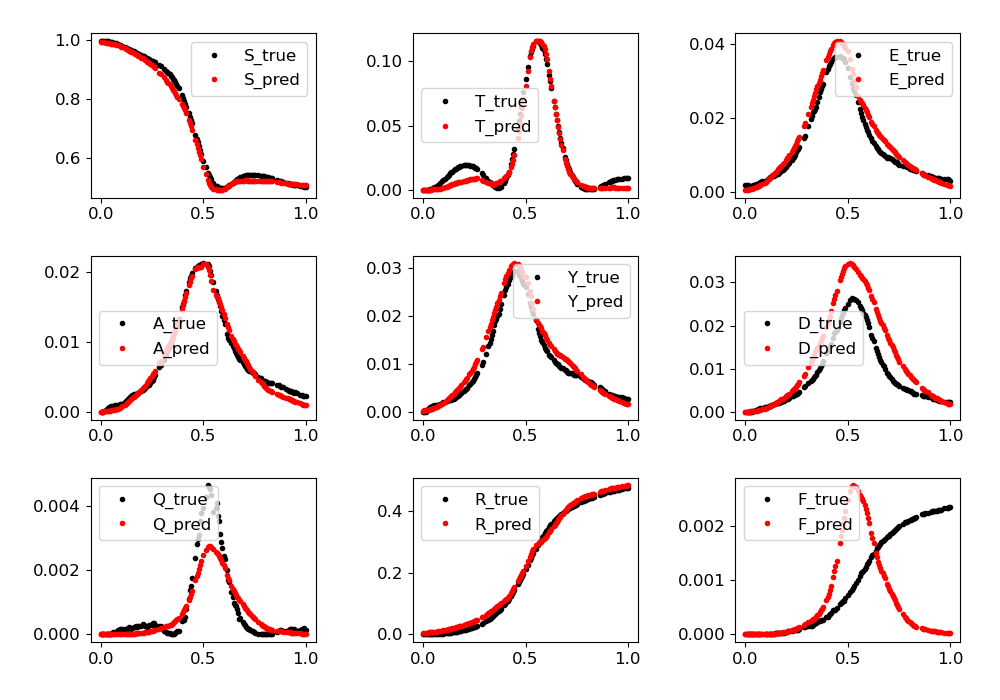 1.0
0.8
0.6
0.0 0.5 1.0
S_true
S_pred
0.10
0.05
0.00
0.0 0.5 1.0
T_true
T_pred
0.04
0.02
0.00
0.0 0.5 1.0
E_true
E_pred
0.02
0.01
0.00
0.0 0.5 1.0
A_true
A_pred
0.03
0.02
0.01
0.00
0.0 0.5 1.0
Y_true
Y_pred
0.03
0.02
0.01
0.00
0.0 0.5 1.0
D_true
D_pred
0.004
0.002
0.000
0.0 0.5 1.0
Q_true
Q_pred
0.4
0.2
0.0
0.0 0.5 1.0
R_true
R_pred
0.002
0.001
0.000
0.0 0.5 1.0
F_true
F_pred